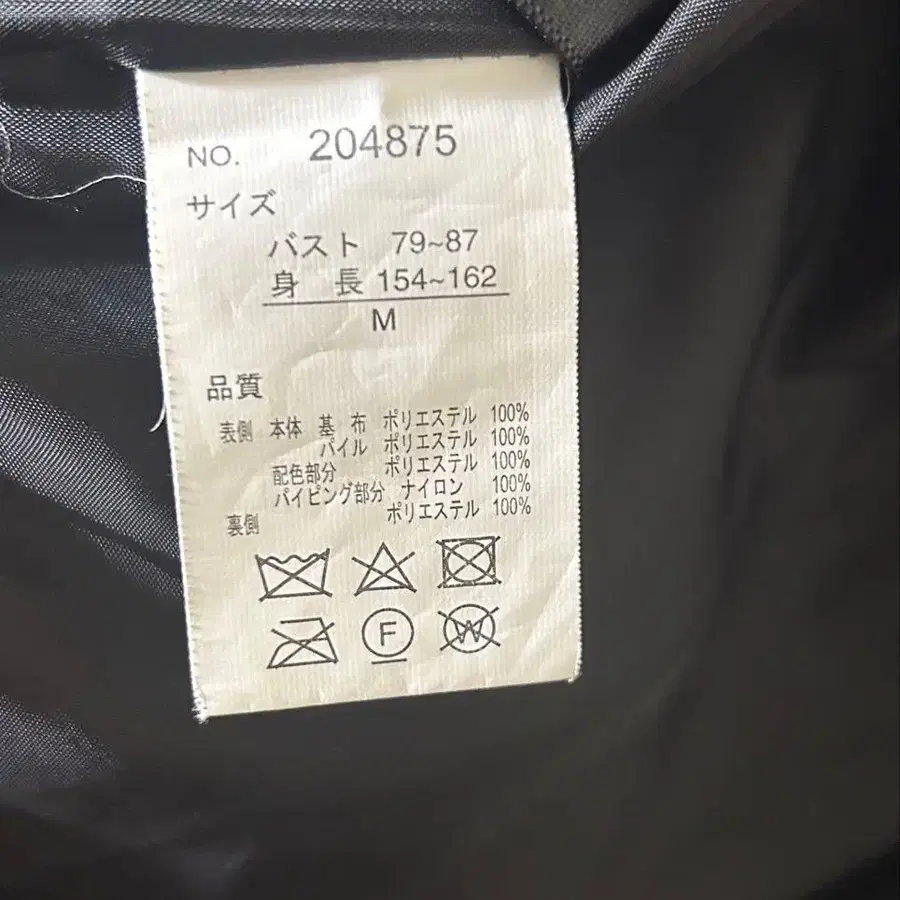 NO. 204875
サイズ
バスト 79~87
身 長 154~162
M
品質
表側 本体 基 布 ポリエステル 100%
パイル ポリエステル 100%
配色部分 ポリエステル 100%
パイピング部分 ナイロン 100%
裏側 ポリエステル 100%
F
W